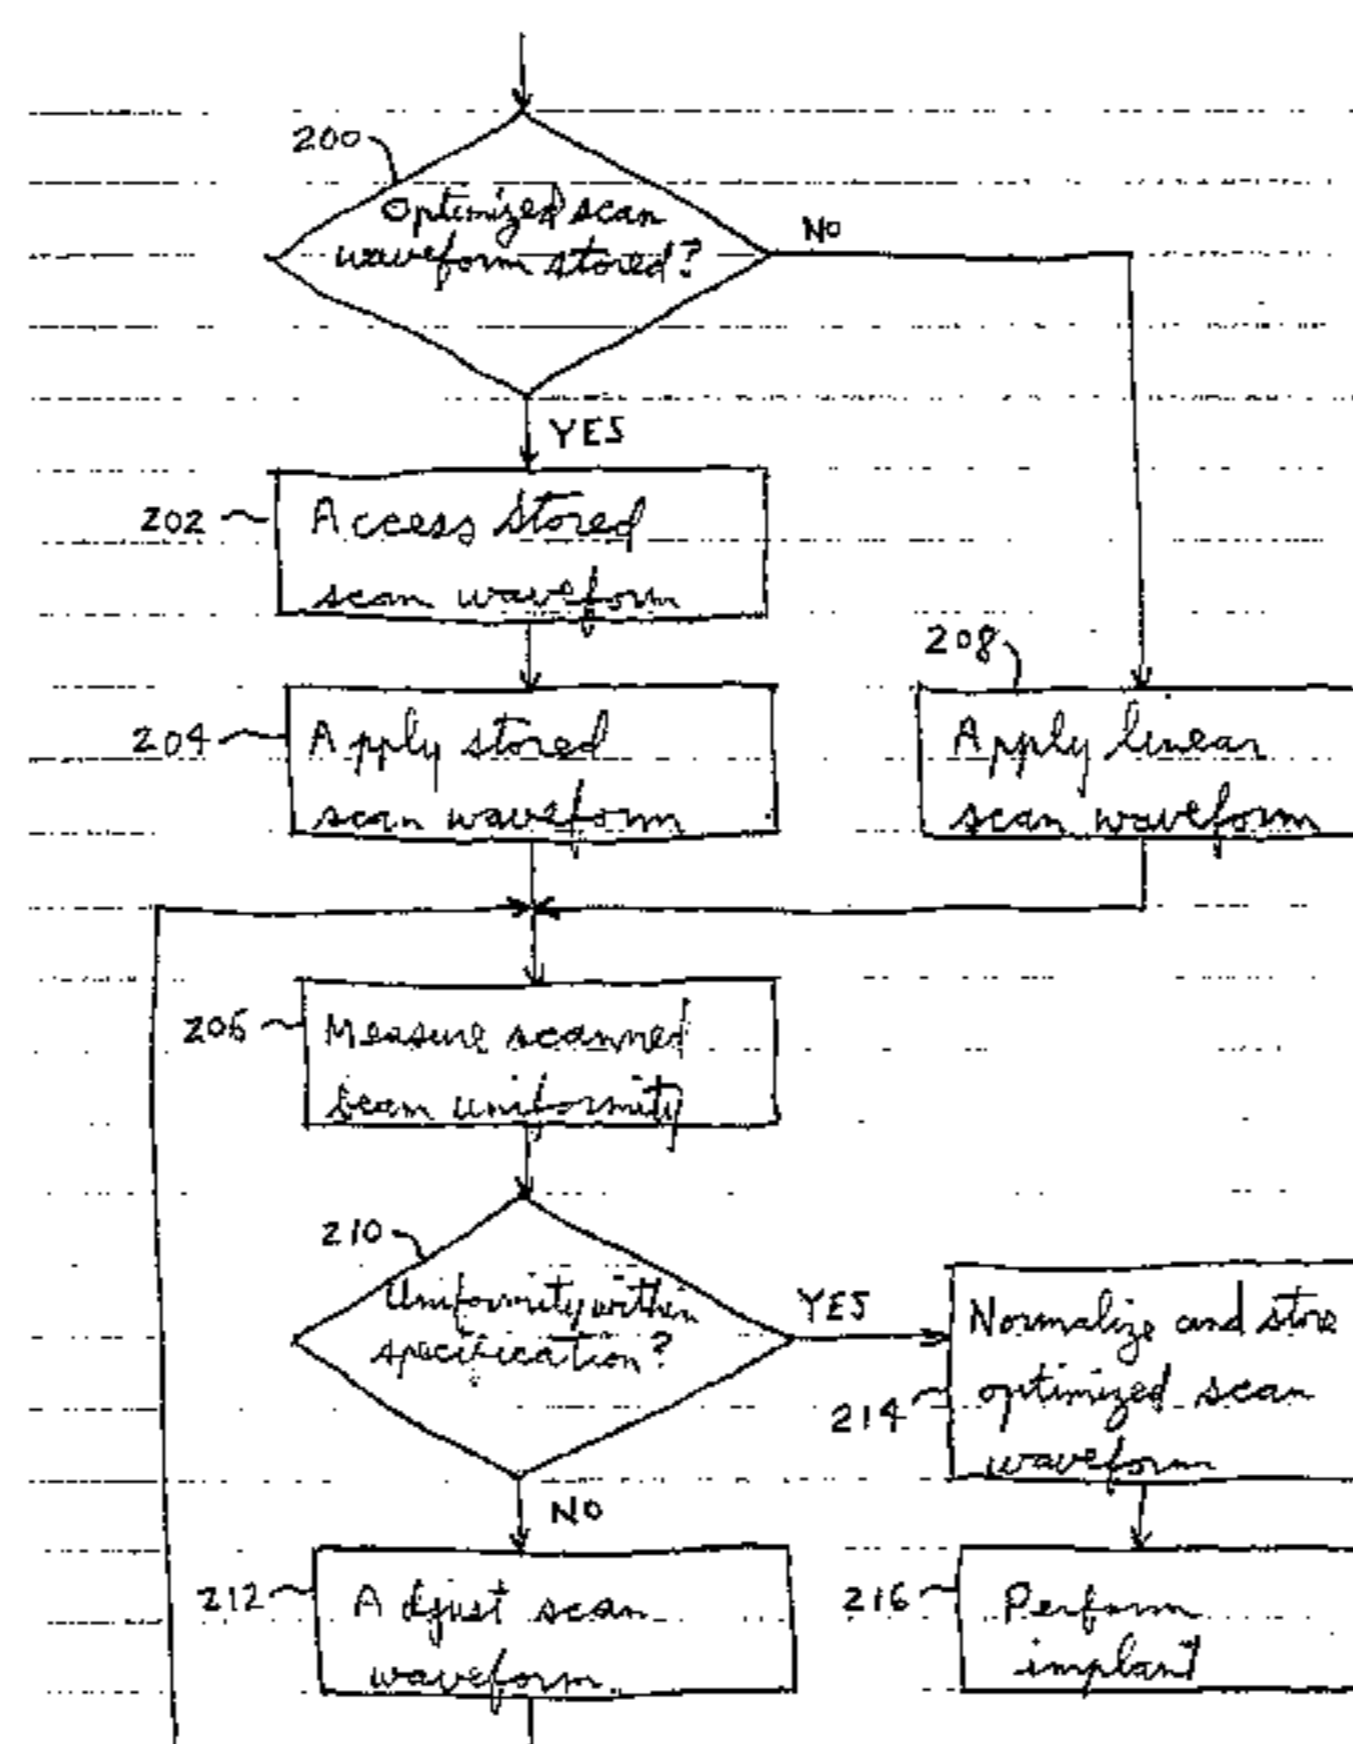 200
Optimized scan
waveform stored?
NO
YES
202
Access stored
scan waveform
208
204
Apply stored
scan waveform
Apply linear
scan waveform
206
Measure scanned
beam uniformity
210
Uniformity within
specification?
YES
Normalize and store
optimized scan
waveform
214
NO
212
Adjust scan
waveform
216
Perform
implant